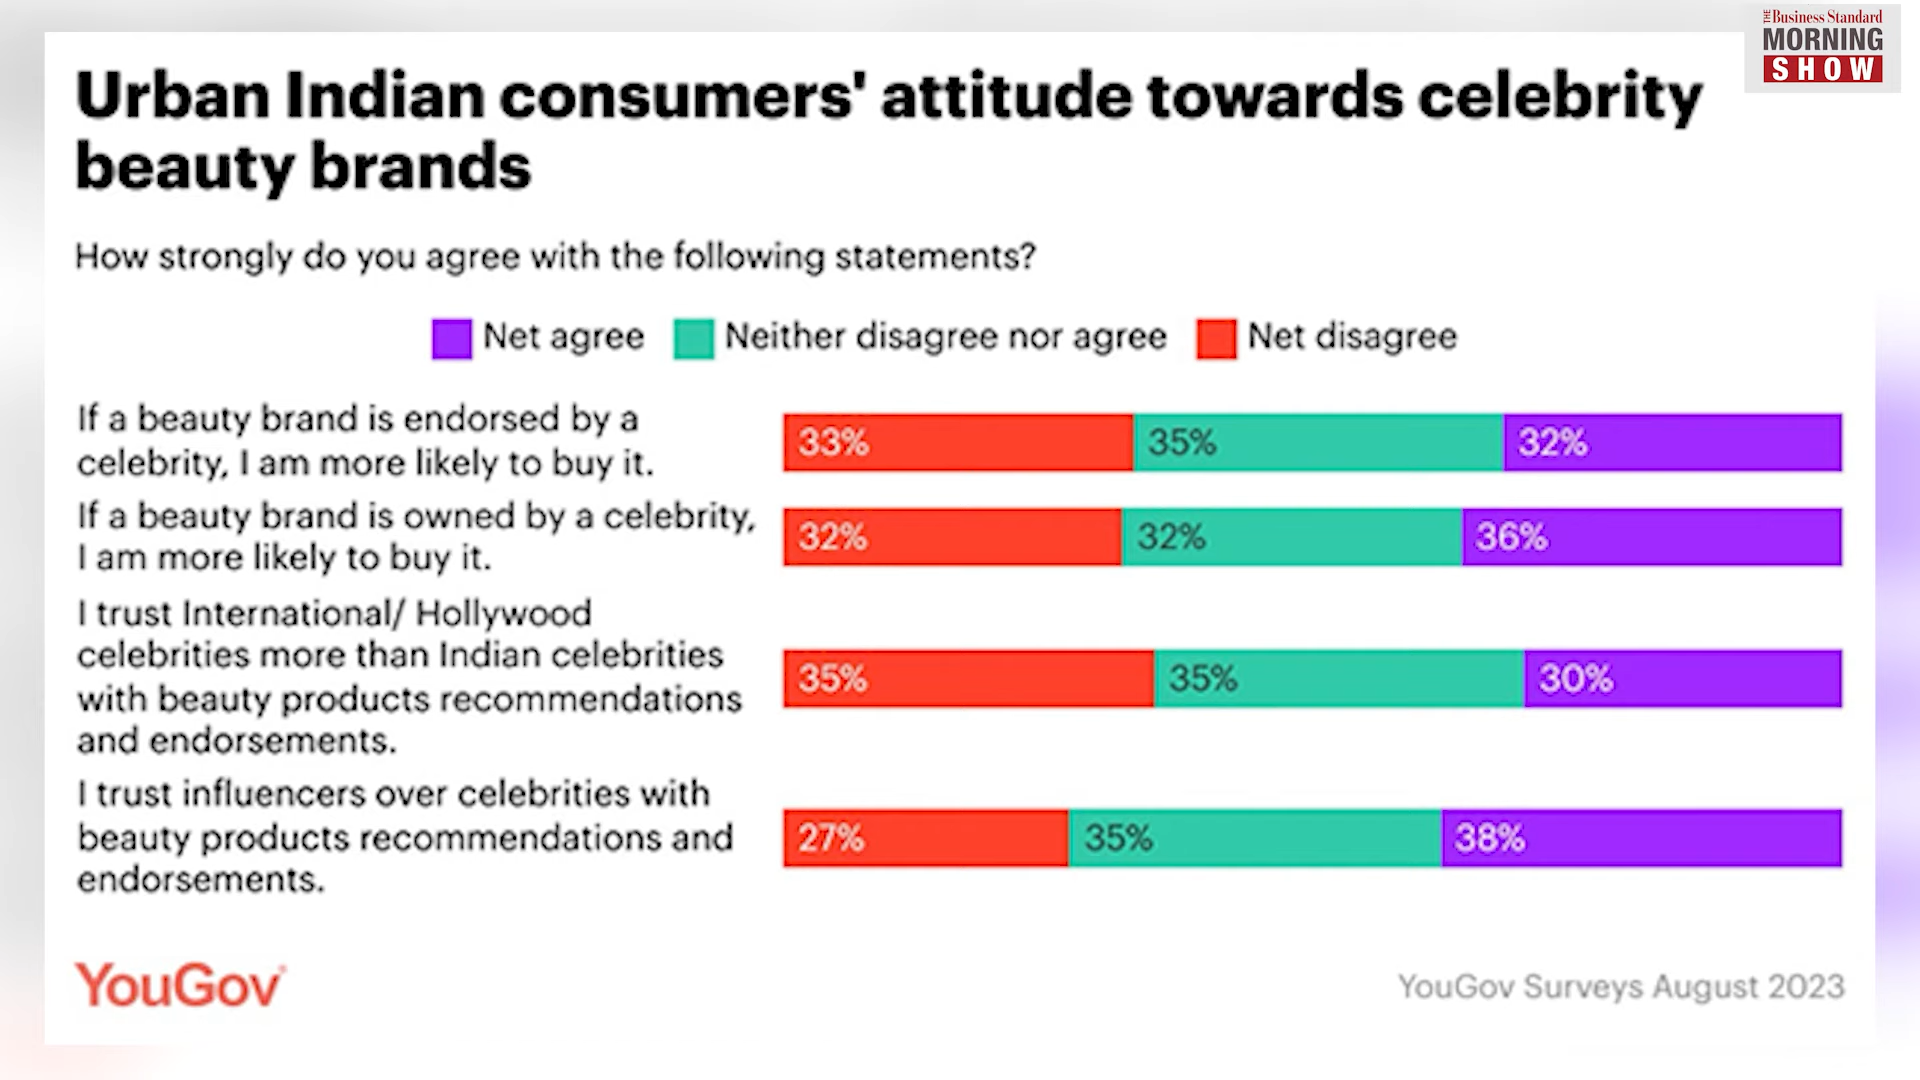 THE Business Standard
MORNING
SHOW
Urban Indian consumers' attitude towards celebrity
beauty brands
How strongly do you agree with the following statements?
Net agree Neither disagree nor agree Net disagree
If a beauty brand is endorsed by a
celebrity, I am more likely to buy it.
33% 35% 32%
If a beauty brand is owned by a celebrity,
I am more likely to buy it.
32% 32% 36%
I trust International/ Hollywood
celebrities more than Indian celebrities
with beauty products recommendations
and endorsements.
35% 35% 30%
I trust influencers over celebrities with
beauty products recommendations and
endorsements.
27% 35% 38%
YouGov
YouGov Surveys August 2023